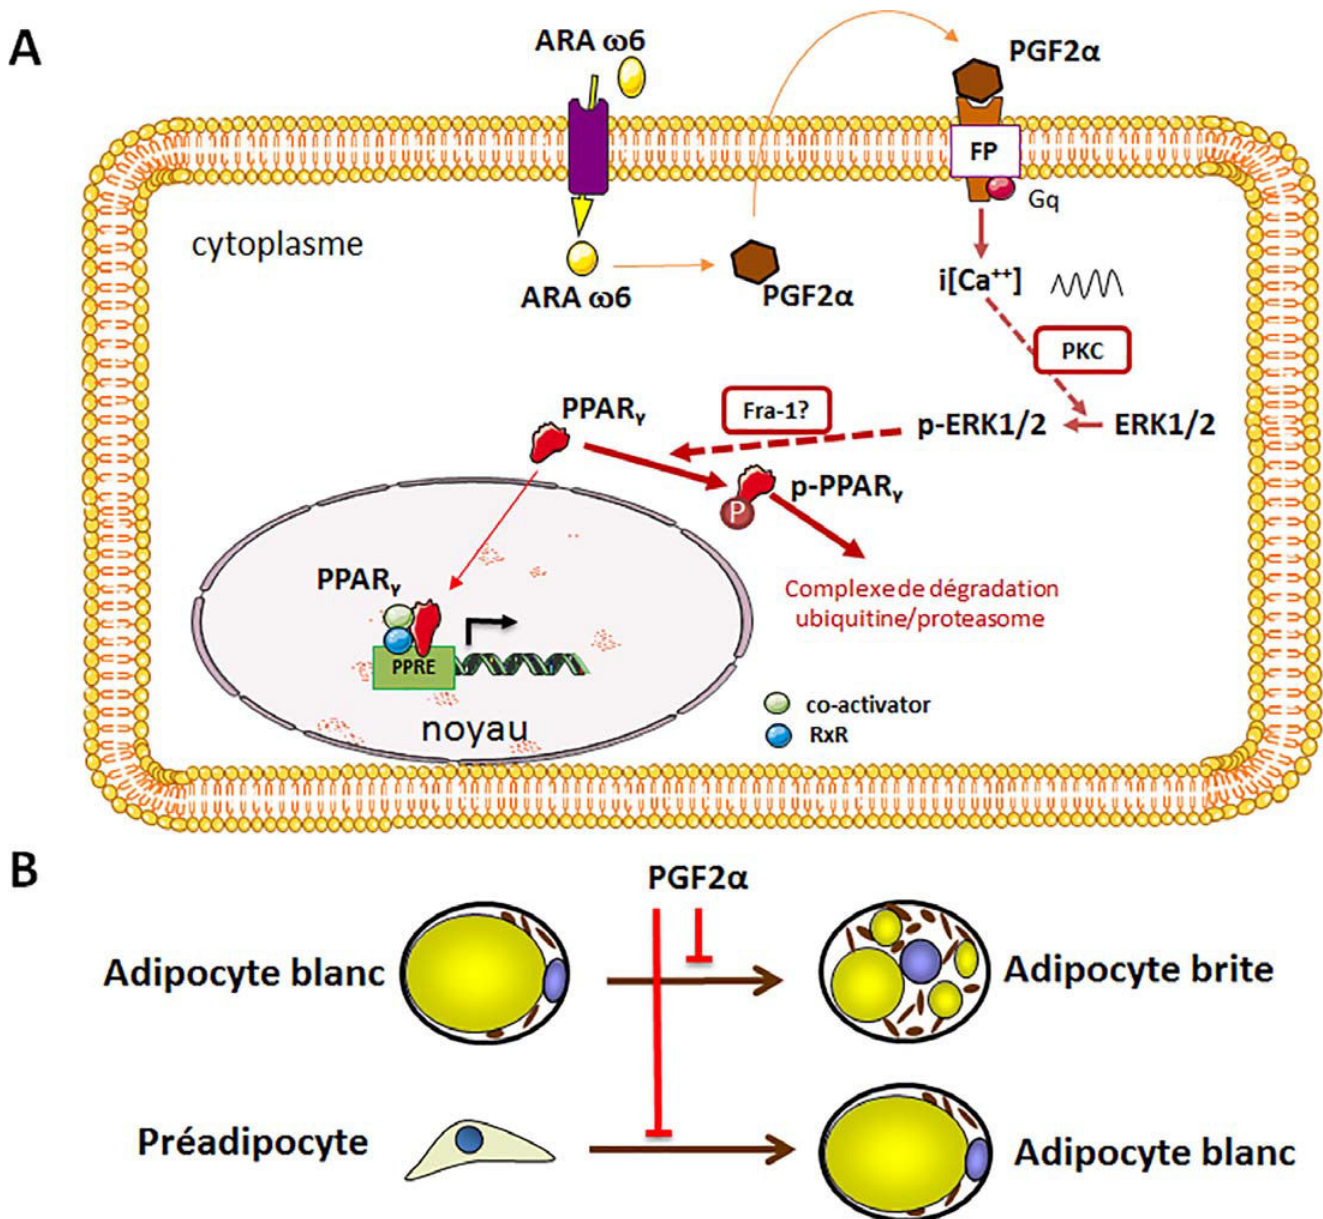 A
ARA ω6
PGF2α
FP
Gq
cytoplasme
ARA ω6
PGF2α
i[Ca⁺⁺]
PKC
PPARγ
Fra-1?
p-ERK1/2
ERK1/2
p-PPARγ
P
Complexe de dégradation
ubiquitine/proteasome
PPARγ
PPRE
noyau
co-activator
RxR
B
PGF2α
Adipocyte blanc
Adipocyte brite
Préadipocyte
Adipocyte blanc